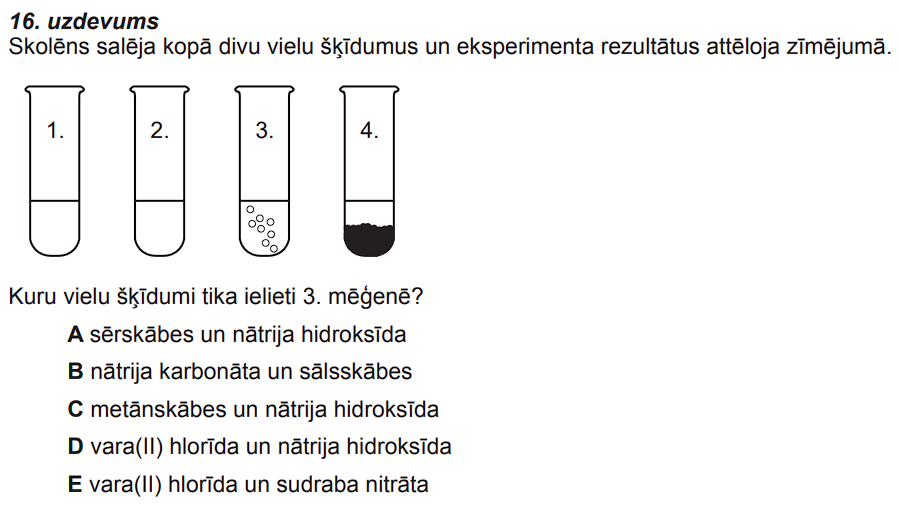 16. uzdevums
Skolēns salēja kopā divu vielu šķīdumus un eksperimenta rezultātus attēloja zīmējumā.
1. 2. 3. 4.
Kuru vielu šķīdumi tika ielieti 3. mēģenē?
A sērskābes un nātrija hidroksīda
B nātrija karbonāta un sālsskābes
C metānskābes un nātrija hidroksīda
D vara(II) hlorīda un nātrija hidroksīda
E vara(II) hlorīda un sudraba nitrāta